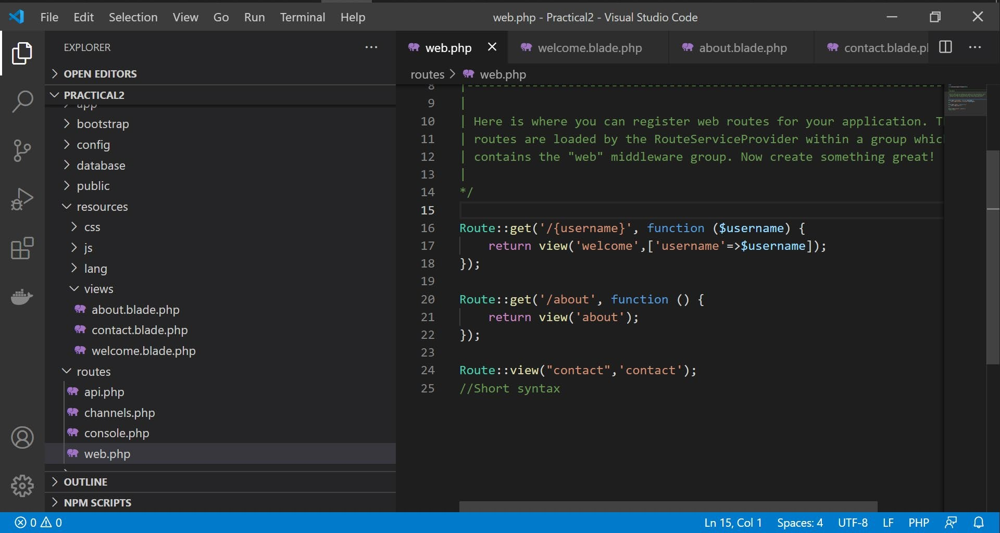 File Edit Selection View Go Run Terminal Help
web.php - Practical2 - Visual Studio Code
EXPLORER
OPEN EDITORS
PRACTICAL2
app
bootstrap
config
database
public
resources
css
js
lang
views
about.blade.php
contact.blade.php
welcome.blade.php
routes
api.php
channels.php
console.php
web.php
OUTLINE
NPM SCRIPTS
web.php welcome.blade.php about.blade.php contact.blade.pl
routes > web.php
8 |--------------------------------------------------------------------------
9 |
10 | Here is where you can register web routes for your application. T
11 | routes are loaded by the RouteServiceProvider within a group whic
12 | contains the "web" middleware group. Now create something great!
13 |
14 */
15
16 Route::get('/{username}', function ($username) {
17     return view('welcome',['username'=>$username]);
18 });
19
20 Route::get('/about', function () {
21     return view('about');
22 });
23
24 Route::view("contact",'contact');
25 //Short syntax
0 0
Ln 15, Col 1 Spaces: 4 UTF-8 LF PHP